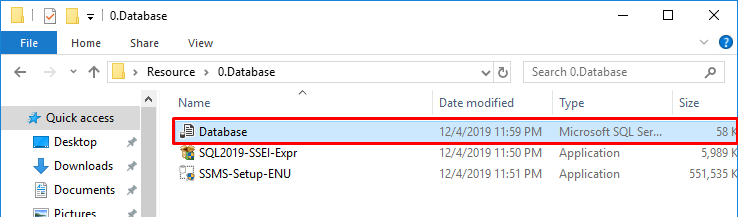 0.Database
File Home Share View
Resource 0.Database Search 0.Database
Name Date modified Type Size
Quick access
Database 12/4/2019 11:59 PM Microsoft SQL Ser... 58 K
Desktop
SQL2019-SSEI-Expr 12/4/2019 11:50 PM Application 5,989 K
Downloads
SSMS-Setup-ENU 12/4/2019 11:51 PM Application 551,535 K
Documents
Pictures